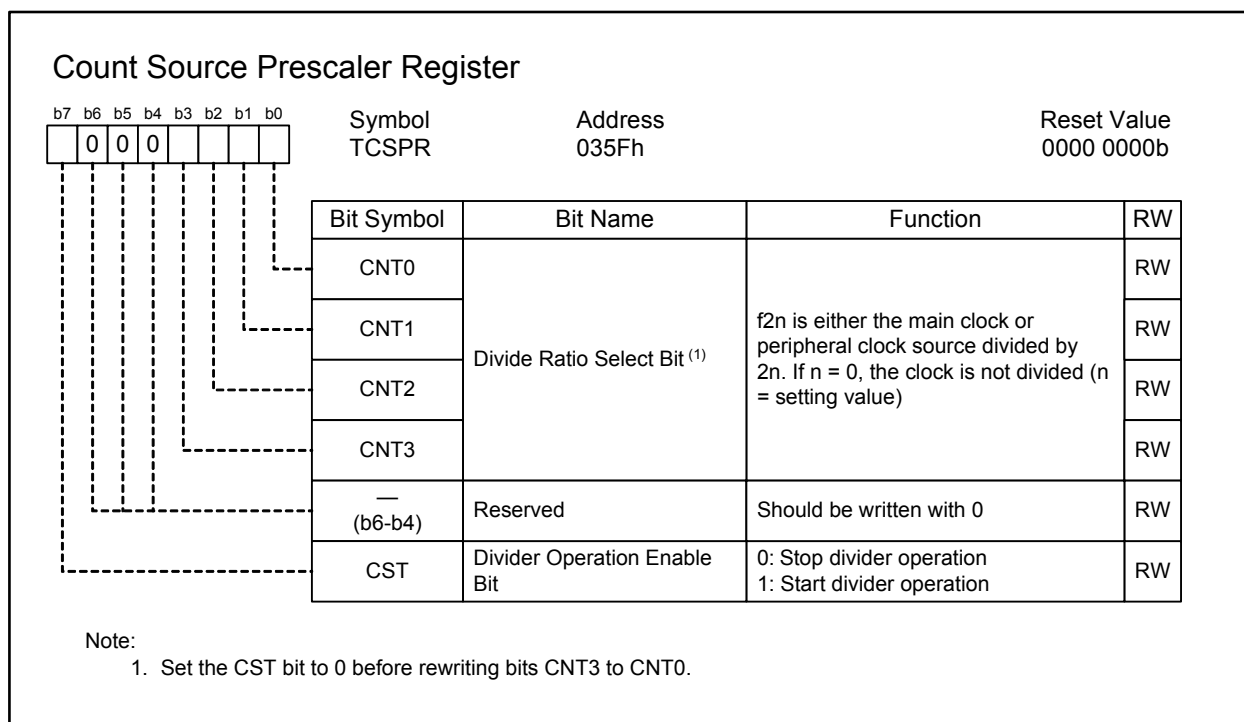 Count Source Prescaler Register
b7 b6 b5 b4 b3 b2 b1 b0
0 0 0
Symbol Address Reset Value
TCSPR 035Fh 0000 0000b
Bit Symbol Bit Name Function RW
CNT0 RW
CNT1 RW
CNT2 RW
CNT3 RW
Divide Ratio Select Bit (1)
f2n is either the main clock or
peripheral clock source divided by
2n. If n = 0, the clock is not divided (n
= setting value)
—
(b6-b4) Reserved Should be written with 0 RW
CST Divider Operation Enable
Bit
0: Stop divider operation
1: Start divider operation
RW
Note:
1. Set the CST bit to 0 before rewriting bits CNT3 to CNT0.